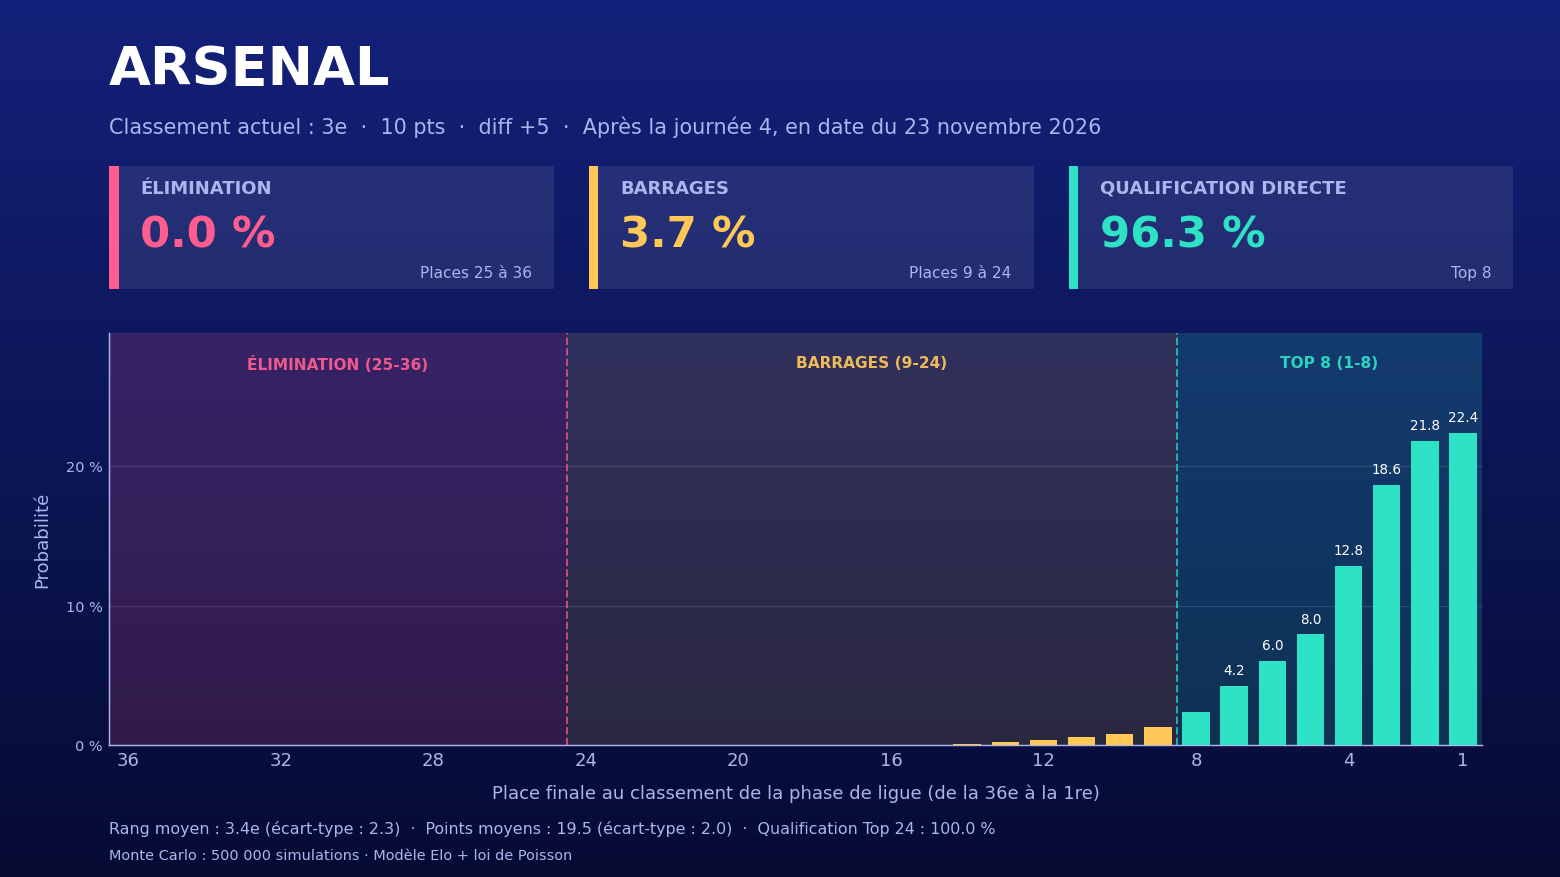 ARSENAL
Classement actuel : 3e · 10 pts · diff +5 · Après la journée 4, en date du 23 novembre 2026
ÉLIMINATION
0.0 %
Places 25 à 36
BARRAGES
3.7 %
Places 9 à 24
QUALIFICATION DIRECTE
96.3 %
Top 8
ÉLIMINATION (25-36)
BARRAGES (9-24)
TOP 8 (1-8)
Probabilité
20 %
10 %
0 %
4.2
6.0
8.0
12.8
18.6
21.8
22.4
36 32 28 24 20 16 12 8 4 1
Place finale au classement de la phase de ligue (de la 36e à la 1re)
Rang moyen : 3.4e (écart-type : 2.3) · Points moyens : 19.5 (écart-type : 2.0) · Qualification Top 24 : 100.0 %
Monte Carlo : 500 000 simulations · Modèle Elo + loi de Poisson